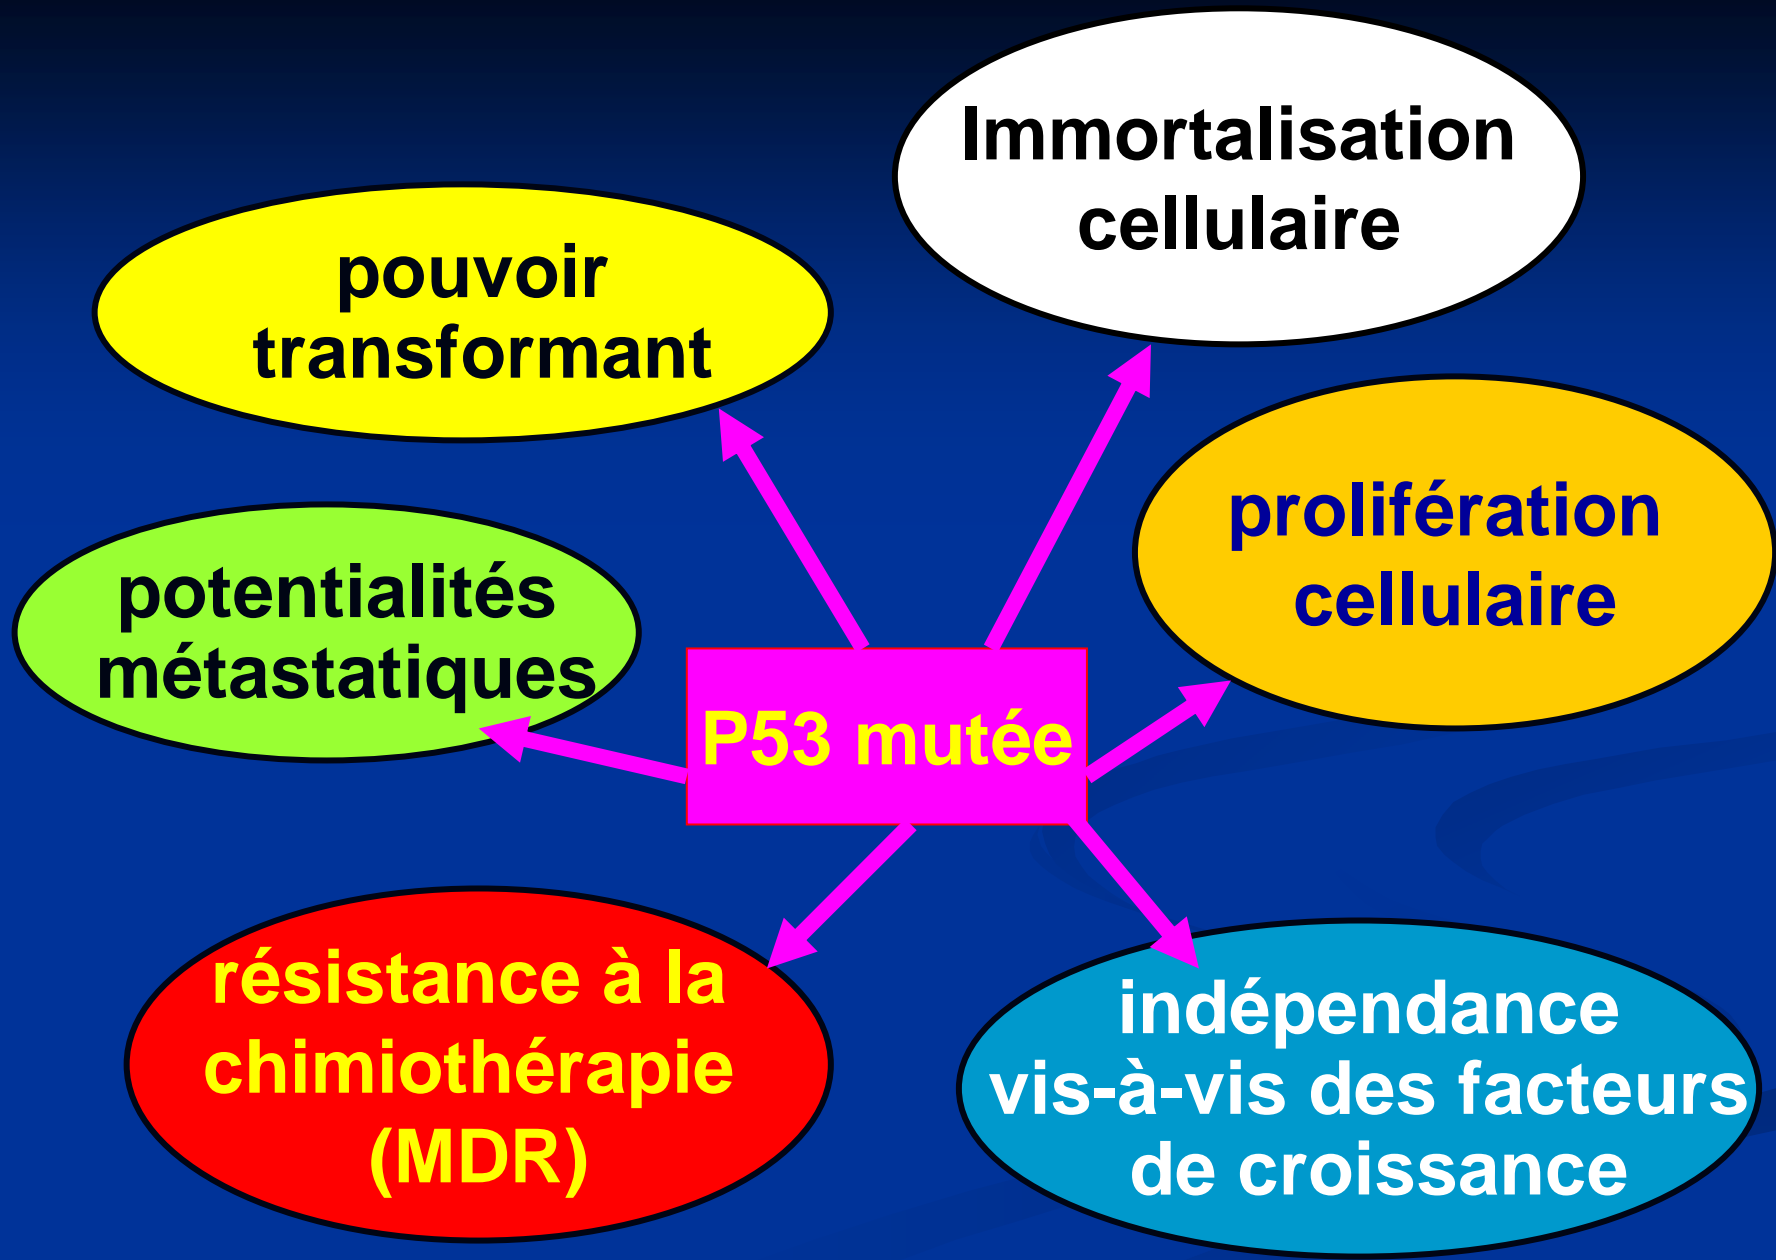 Immortalisation
cellulaire
pouvoir
transformant
prolifération
cellulaire
potentialités
métastatiques
P53 mutée
résistance à la
chimiothérapie
(MDR)
indépendance
vis-à-vis des facteurs
de croissance